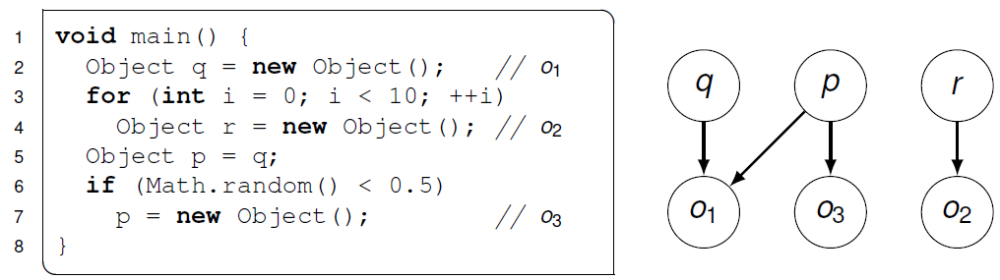 1 void main() {
2 Object q = new Object(); // o1
3 for (int i = 0; i < 10; ++i)
4 Object r = new Object(); // o2
5 Object p = q;
6 if (Math.random() < 0.5)
7 p = new Object(); // o3
8 }
q p r
o1 o3 o2